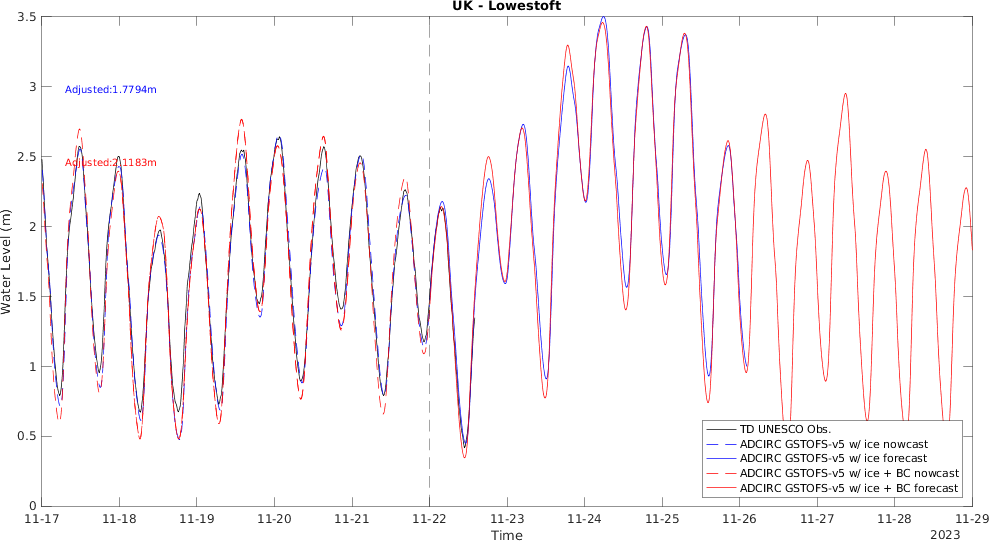 UK - Lowestoft
3.5
3
2.5
2
1.5
1
0.5
0
Water Level (m)
Adjusted:1.7794m
Adjusted:2.1183m
TD UNESCO Obs.
ADCIRC GSTOFS-v5 w/ ice nowcast
ADCIRC GSTOFS-v5 w/ ice forecast
ADCIRC GSTOFS-v5 w/ ice + BC nowcast
ADCIRC GSTOFS-v5 w/ ice + BC forecast
11-17 11-18 11-19 11-20 11-21 11-22 11-23 11-24 11-25 11-26 11-27 11-28 11-29
Time
2023